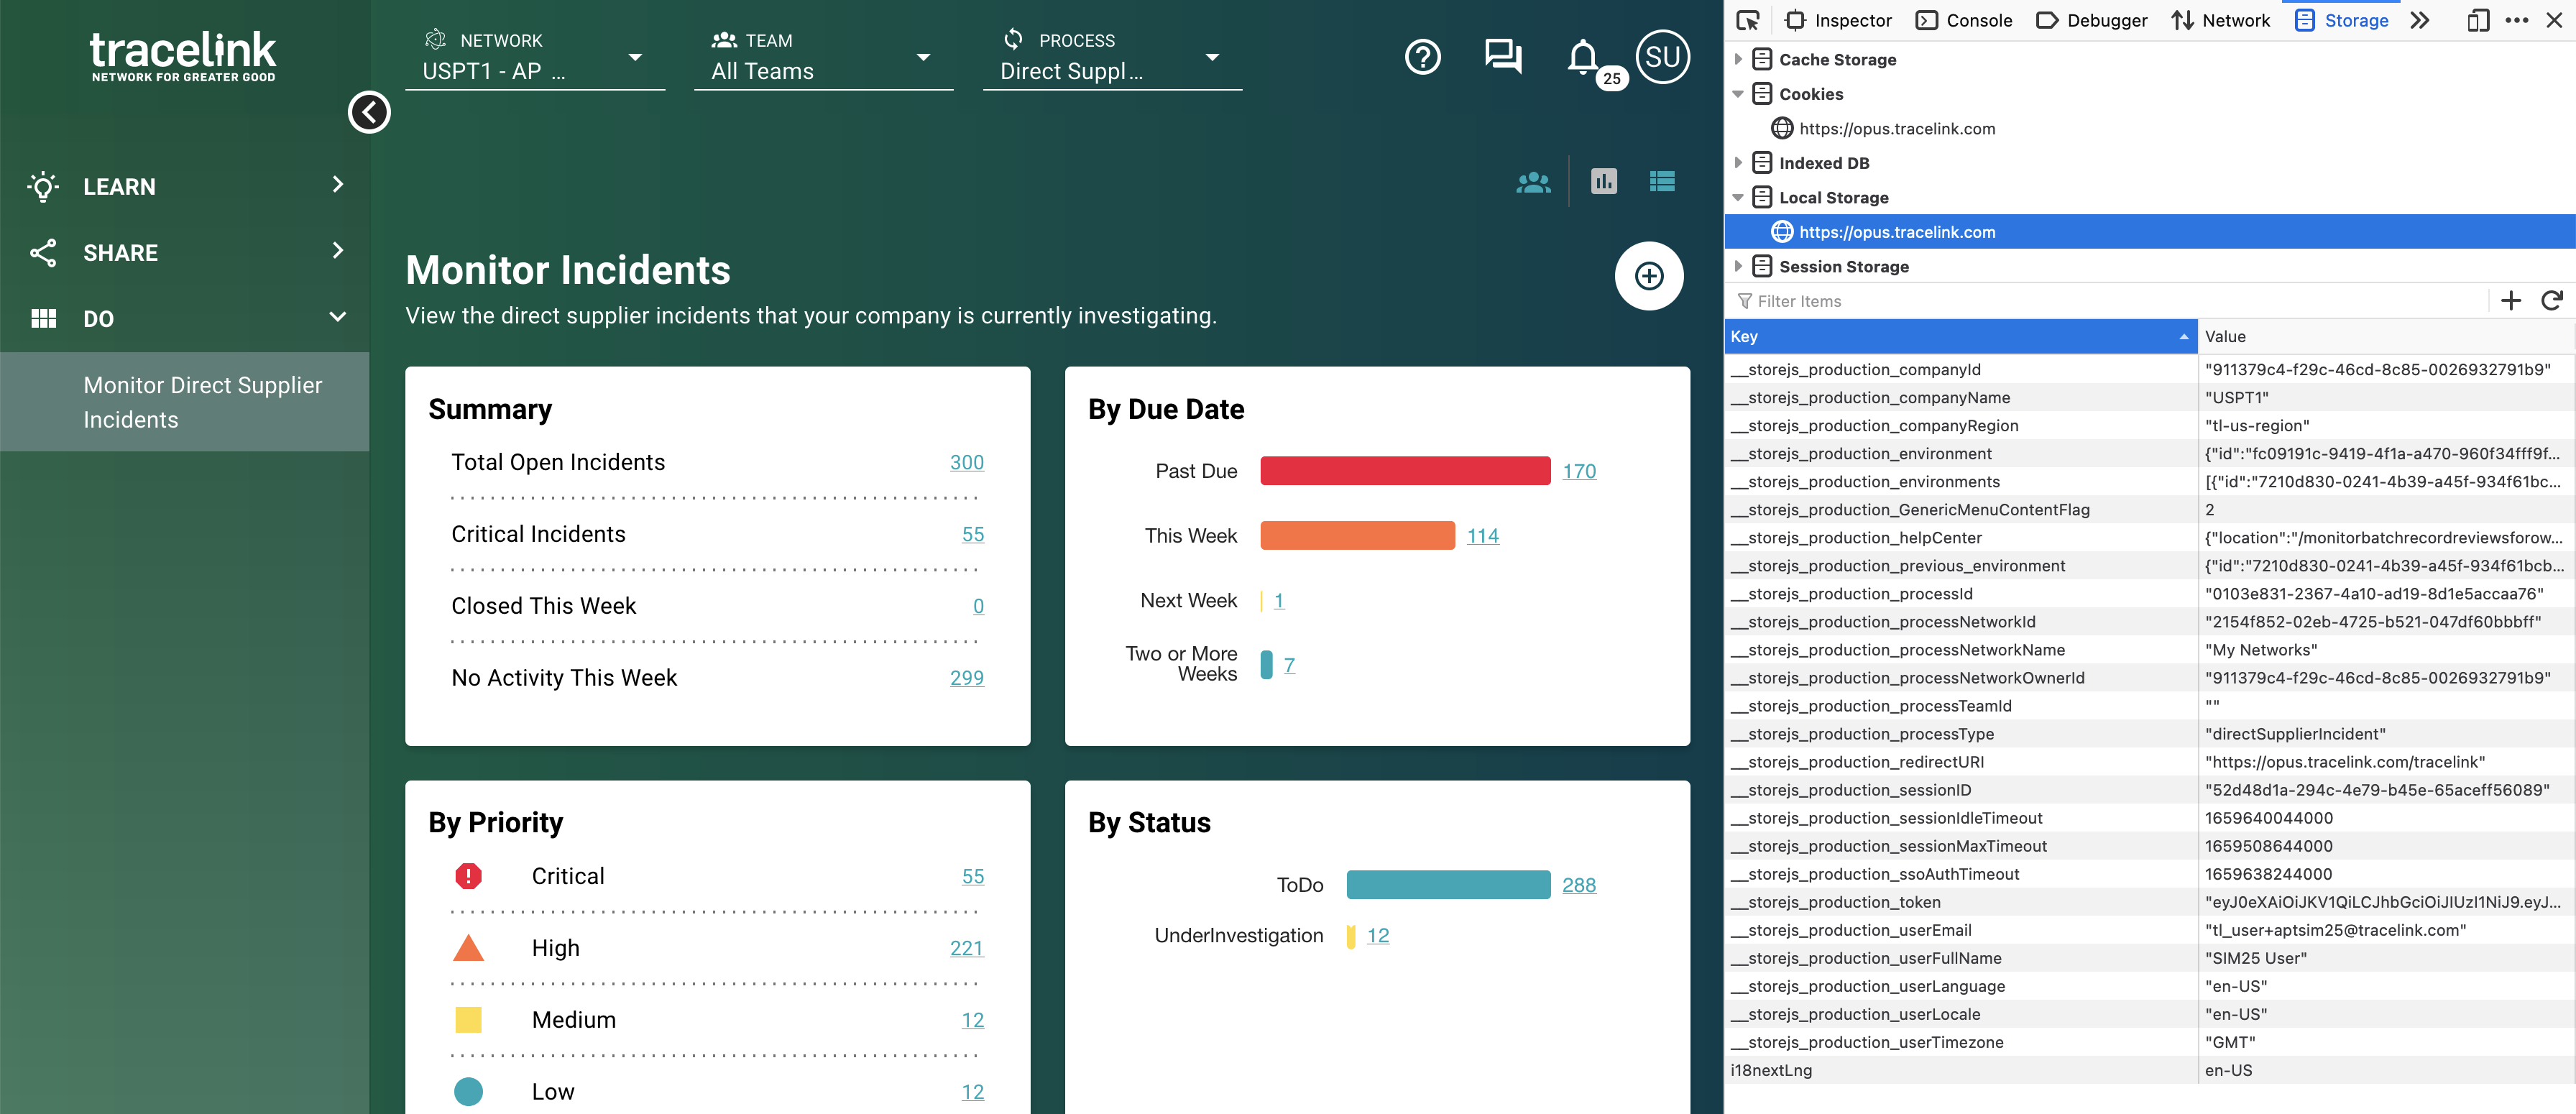 tracelink
NETWORK FOR GREATER GOOD
NETWORK
USPT1 - AP ...
TEAM
All Teams
PROCESS
Direct Suppl...
25
SU
LEARN
SHARE
DO
Monitor Direct Supplier
Incidents
Monitor Incidents
View the direct supplier incidents that your company is currently investigating.
Summary
Total Open Incidents 300
Critical Incidents 55
Closed This Week 0
No Activity This Week 299
By Due Date
Past Due 170
This Week 114
Next Week 1
Two or More
Weeks 7
By Priority
Critical 55
High 221
Medium 12
Low 12
By Status
ToDo 288
UnderInvestigation 12
Inspector Console Debugger Network Storage
Cache Storage
Cookies
https://opus.tracelink.com
Indexed DB
Local Storage
https://opus.tracelink.com
Session Storage
Filter Items
Key Value
__storejs_production_companyId "911379c4-f29c-46cd-8c85-0026932791b9"
__storejs_production_companyName "USPT1"
__storejs_production_companyRegion "tl-us-region"
__storejs_production_environment {"id":"fc09191c-9419-4f1a-a470-960f34fff9f...
__storejs_production_environments [{"id":"7210d830-0241-4b39-a45f-934f61bc...
__storejs_production_GenericMenuContentFlag 2
__storejs_production_helpCenter {"location":"/monitorbatchrecordreviewsforow...
__storejs_production_previous_environment {"id":"7210d830-0241-4b39-a45f-934f61bcb...
__storejs_production_processId "0103e831-2367-4a10-ad19-8d1e5accaa76"
__storejs_production_processNetworkId "2154f852-02eb-4725-b521-047df60bbbff"
__storejs_production_processNetworkName "My Networks"
__storejs_production_processNetworkOwnerId "911379c4-f29c-46cd-8c85-0026932791b9"
__storejs_production_processTeamId ""
__storejs_production_processType "directSupplierIncident"
__storejs_production_redirectURI "https://opus.tracelink.com/tracelink"
__storejs_production_sessionID "52d48d1a-294c-4e79-b45e-65aceff56089"
__storejs_production_sessionIdleTimeout 1659640044000
__storejs_production_sessionMaxTimeout 1659508644000
__storejs_production_ssoAuthTimeout 1659638244000
__storejs_production_token "eyJ0eXAiOiJKV1QiLCJhbGciOiJIUzI1NiJ9.eyJ...
__storejs_production_userEmail "tl_user+aptsim25@tracelink.com"
__storejs_production_userFullName "SIM25 User"
__storejs_production_userLanguage "en-US"
__storejs_production_userLocale "en-US"
__storejs_production_userTimezone "GMT"
i18nextLng en-US